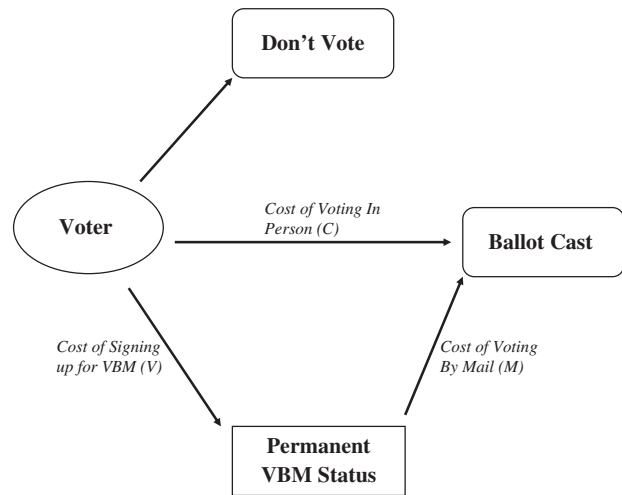 Don't Vote
Cost of Voting In
Person (C)
Voter
Ballot Cast
Cost of Signing
up for VBM (V)
Cost of Voting
By Mail (M)
Permanent
VBM Status